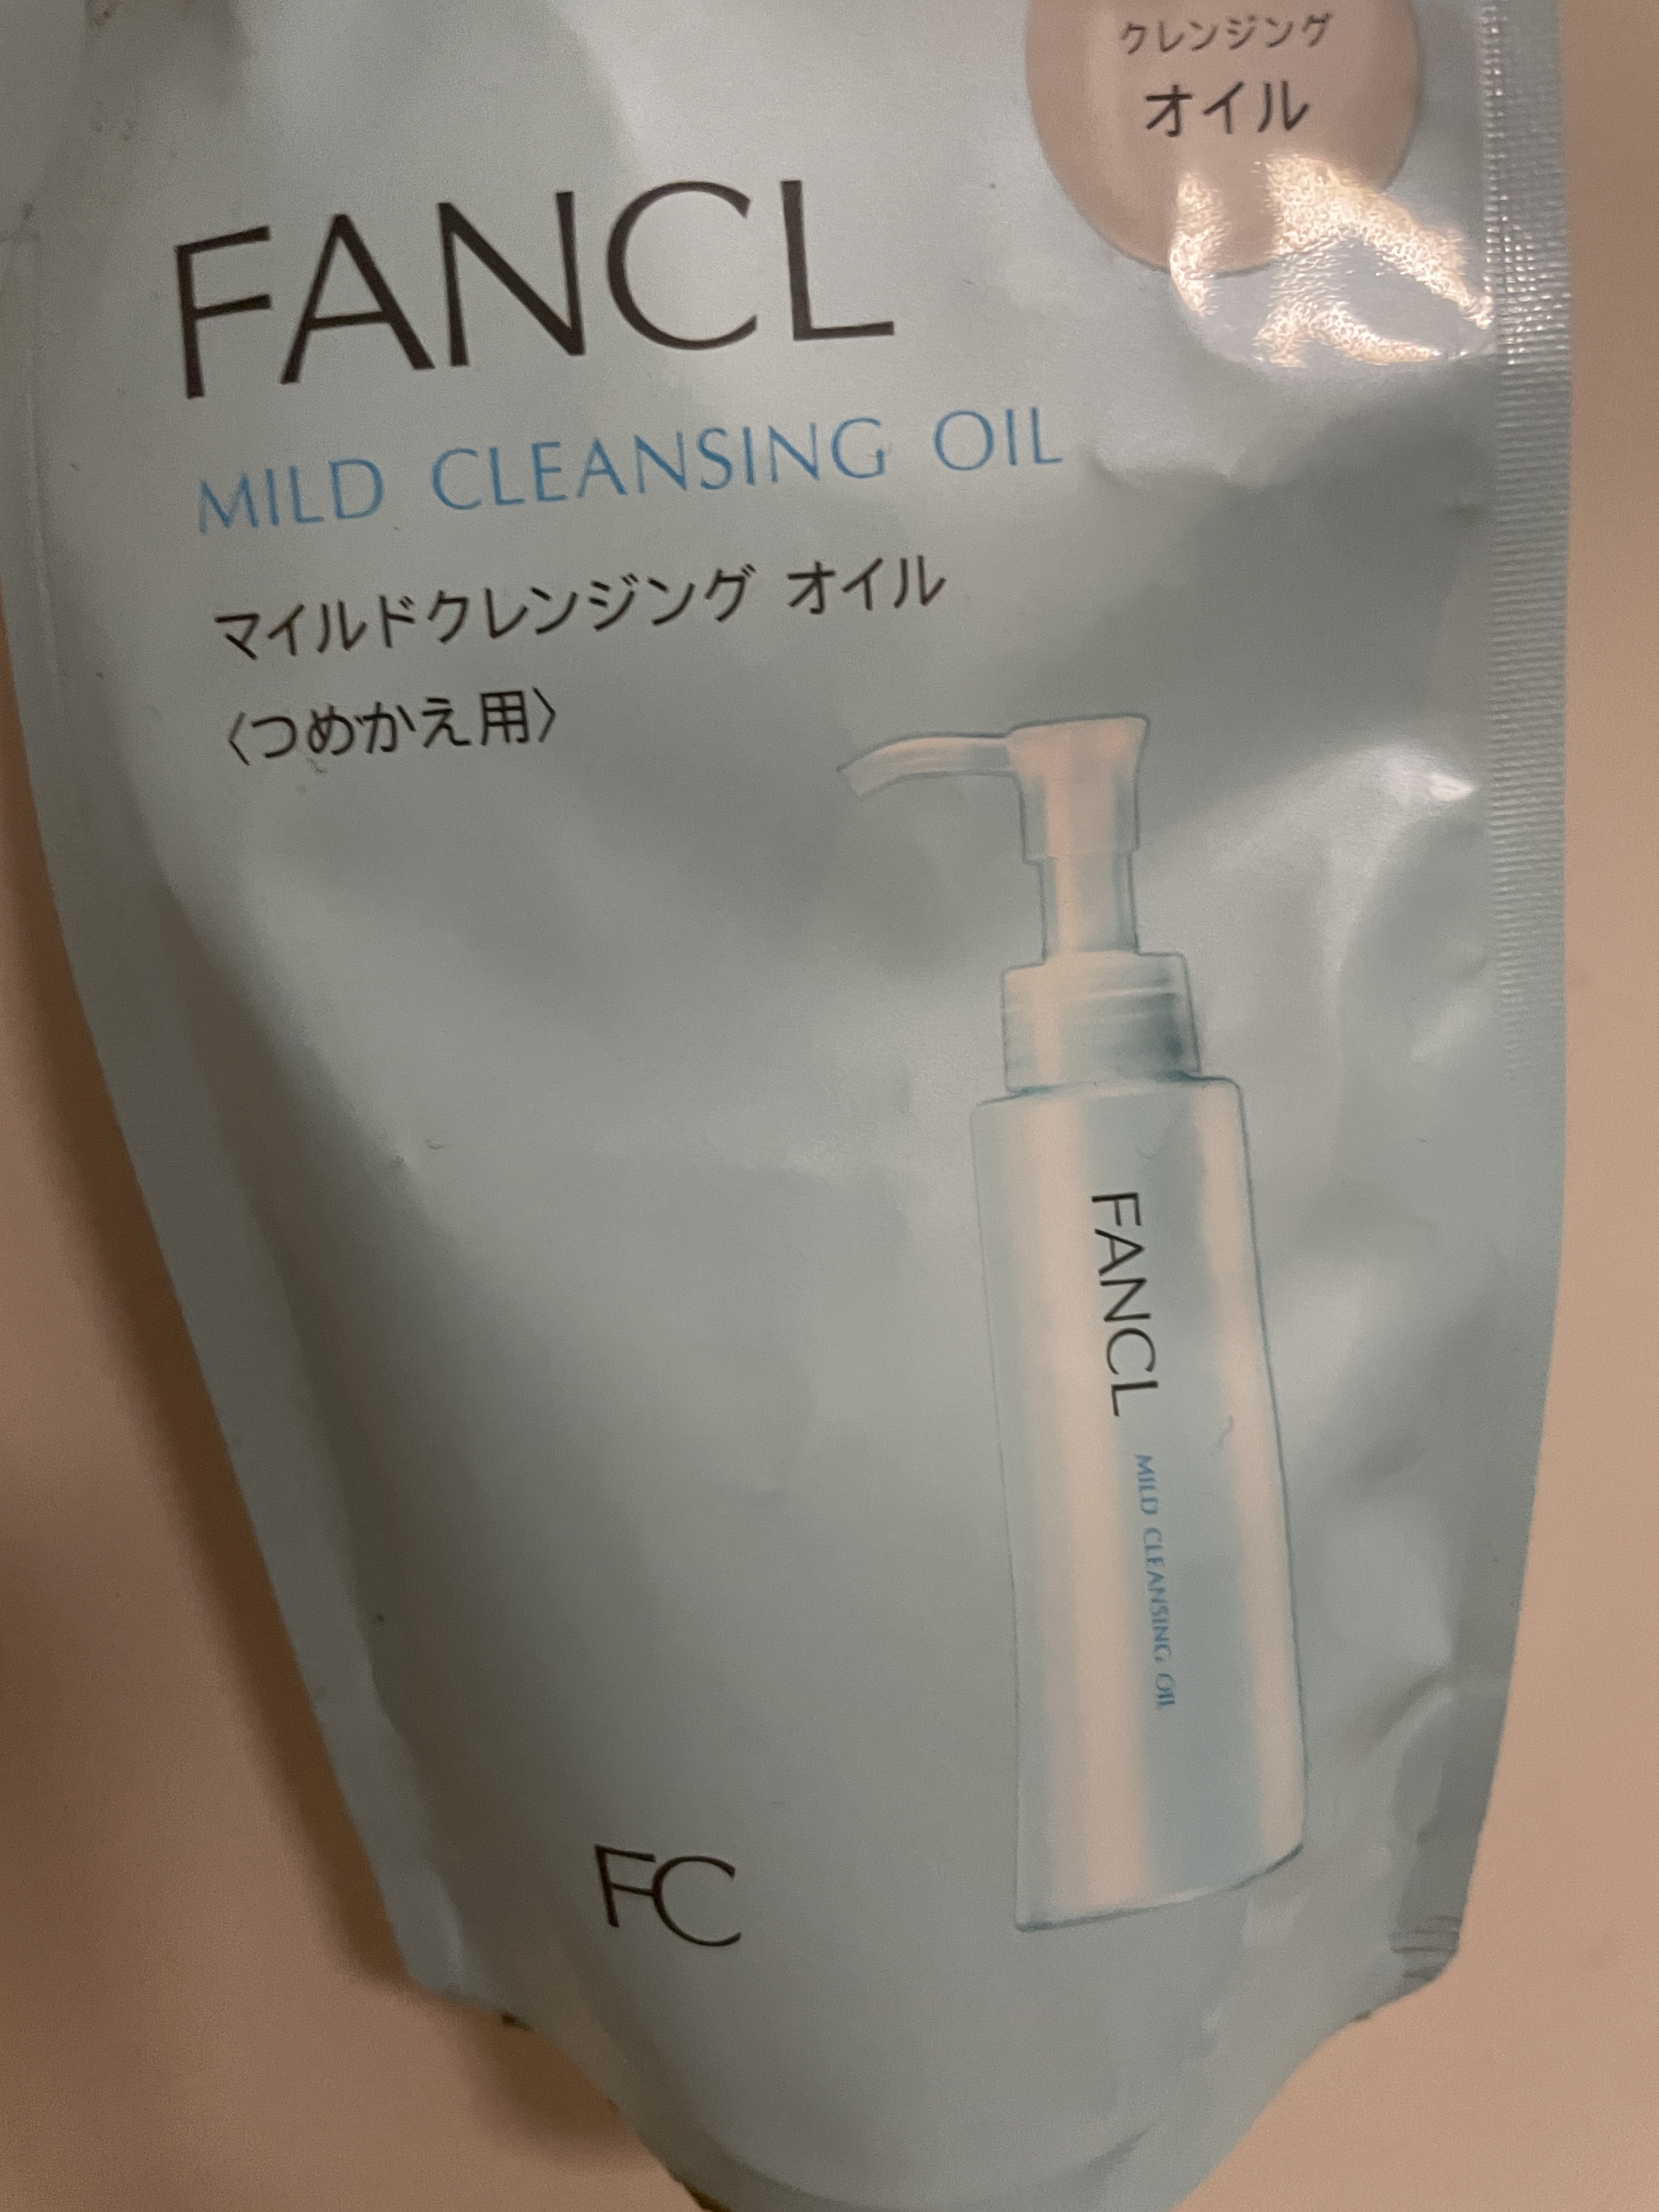 クレンジング
オイル
FANCL
MILD CLEANSING OIL
マイルドクレンジング オイル
〈つめかえ用〉
FANCL
MILD CLEANSING OIL
FC